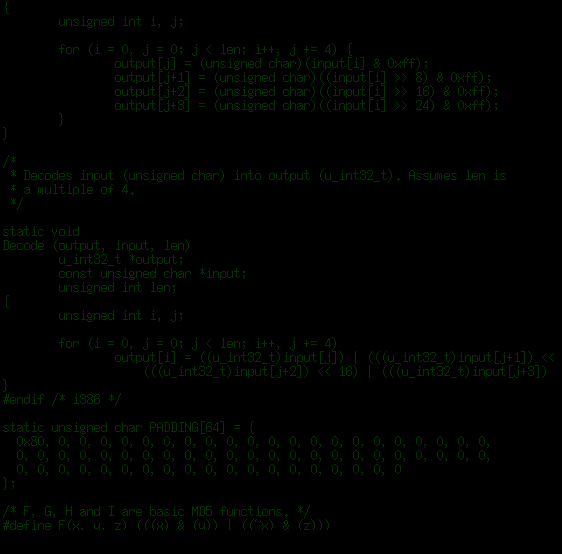 {
        unsigned int i, j;

        for (i = 0, j = 0; j < len; i++, j += 4) {
                output[j] = (unsigned char)(input[i] & 0xff);
                output[j+1] = (unsigned char)((input[i] >> 8) & 0xff);
                output[j+2] = (unsigned char)((input[i] >> 16) & 0xff);
                output[j+3] = (unsigned char)((input[i] >> 24) & 0xff);
        }
}

/*
 * Decodes input (unsigned char) into output (u_int32_t). Assumes len is
 * a multiple of 4.
 */

static void
Decode (output, input, len)
        u_int32_t *output;
        const unsigned char *input;
        unsigned int len;
{
        unsigned int i, j;

        for (i = 0, j = 0; j < len; i++, j += 4)
                output[i] = ((u_int32_t)input[j]) | (((u_int32_t)input[j+1]) <<
                    (((u_int32_t)input[j+2]) << 16) | (((u_int32_t)input[j+3])
}
#endif /* i386 */

static unsigned char PADDING[64] = {
  0x80, 0, 0, 0, 0, 0, 0, 0, 0, 0, 0, 0, 0, 0, 0, 0, 0, 0, 0, 0, 0, 0,
  0, 0, 0, 0, 0, 0, 0, 0, 0, 0, 0, 0, 0, 0, 0, 0, 0, 0, 0, 0, 0, 0, 0,
  0, 0, 0, 0, 0, 0, 0, 0, 0, 0, 0, 0, 0, 0, 0, 0, 0, 0, 0
};

/* F, G, H and I are basic MD5 functions. */
#define F(x, y, z) (((x) & (y)) | ((~x) & (z)))